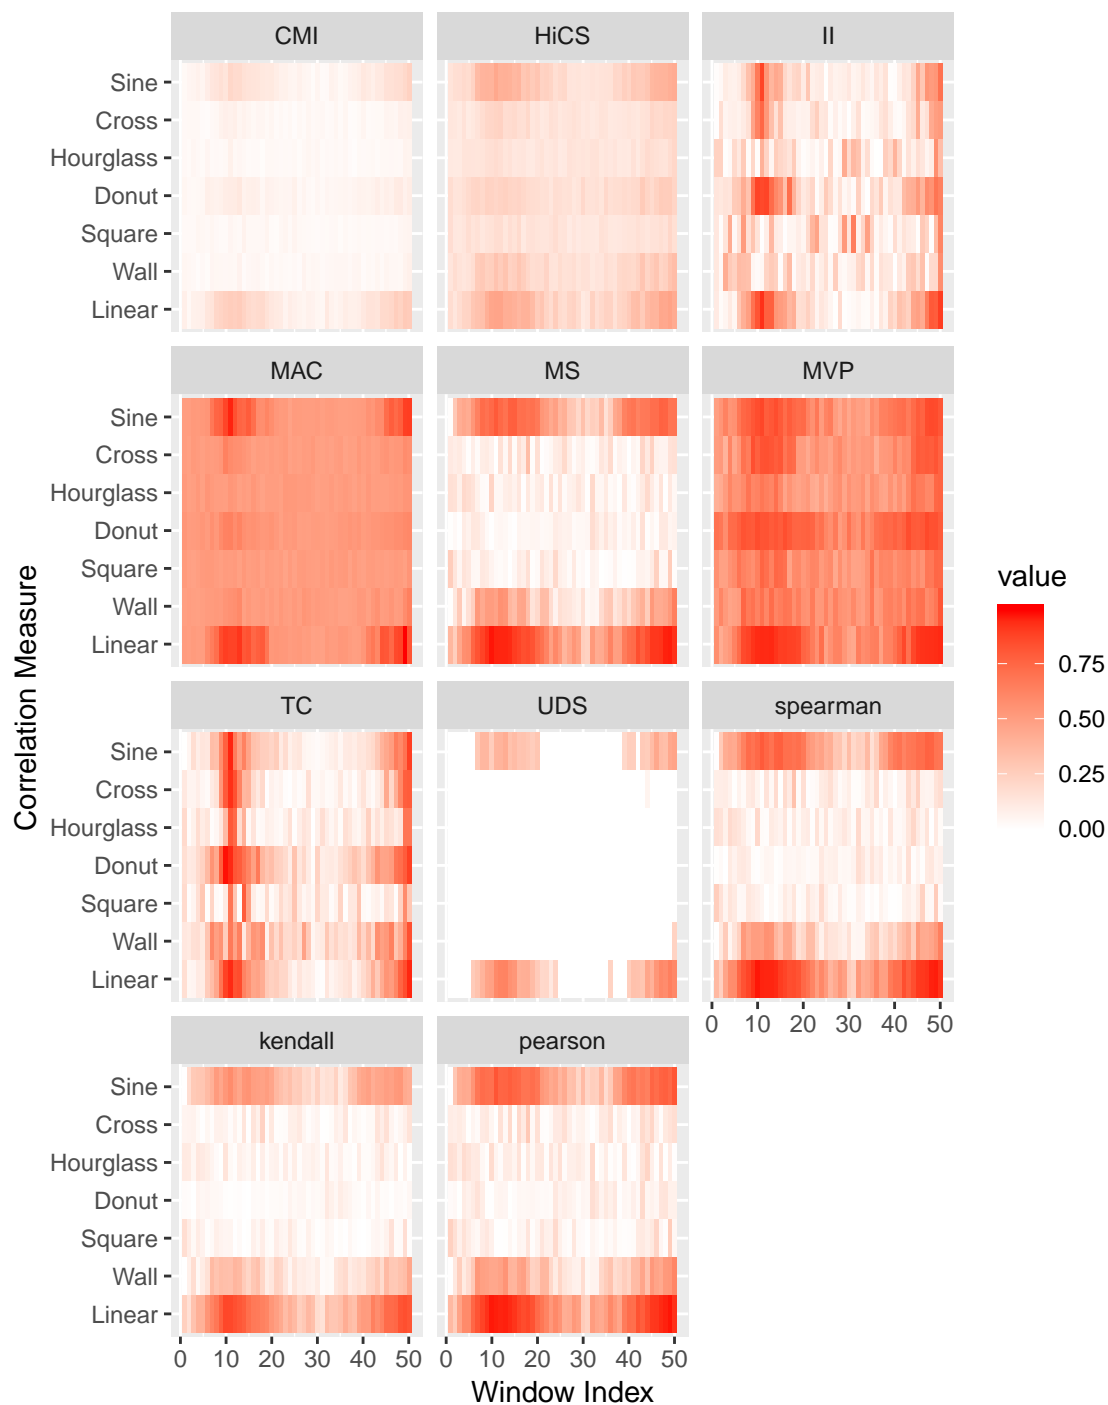 CMI HiCS II
Sine
Cross
Hourglass
Donut
Square
Wall
Linear
MAC MS MVP
Sine
Cross
Hourglass
Donut
Square
Wall
Linear
TC UDS spearman
Sine
Cross
Hourglass
Donut
Square
Wall
Linear
0 10 20 30 40 50
kendall pearson
Sine
Cross
Hourglass
Donut
Square
Wall
Linear
0 10 20 30 40 50 0 10 20 30 40 50
Window Index
Correlation Measure
value
0.75
0.50
0.25
0.00